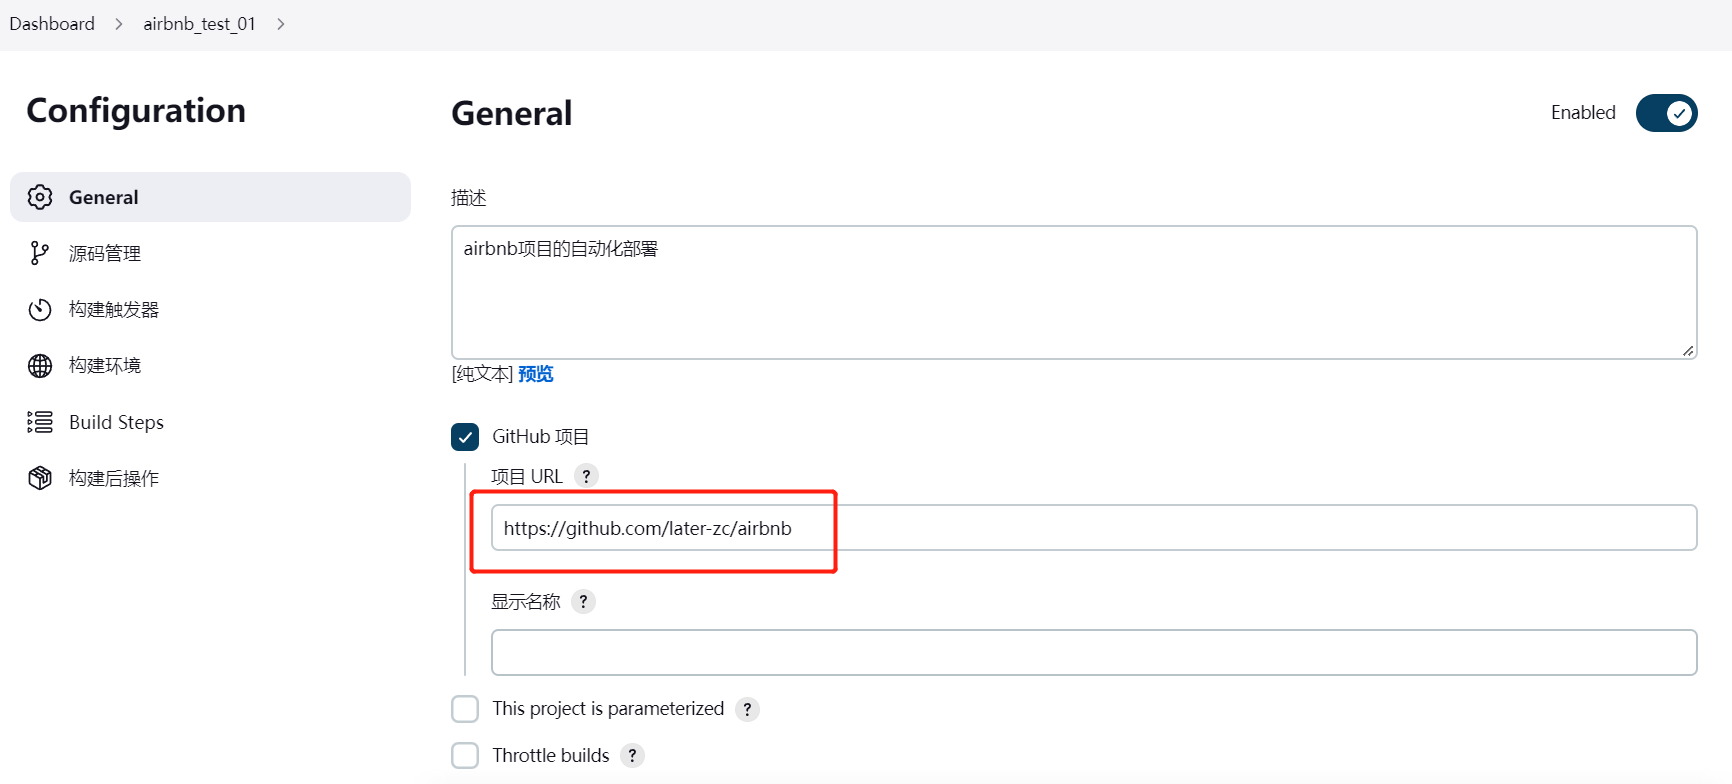 Dashboard > airbnb_test_01 >
Configuration
General
源码管理
构建触发器
构建环境
Build Steps
构建后操作
General
Enabled
描述
airbnb项目的自动化部署
[纯文本] 预览
GitHub 项目
项目 URL ?
https://github.com/later-zc/airbnb
显示名称 ?
This project is parameterized ?
Throttle builds ?